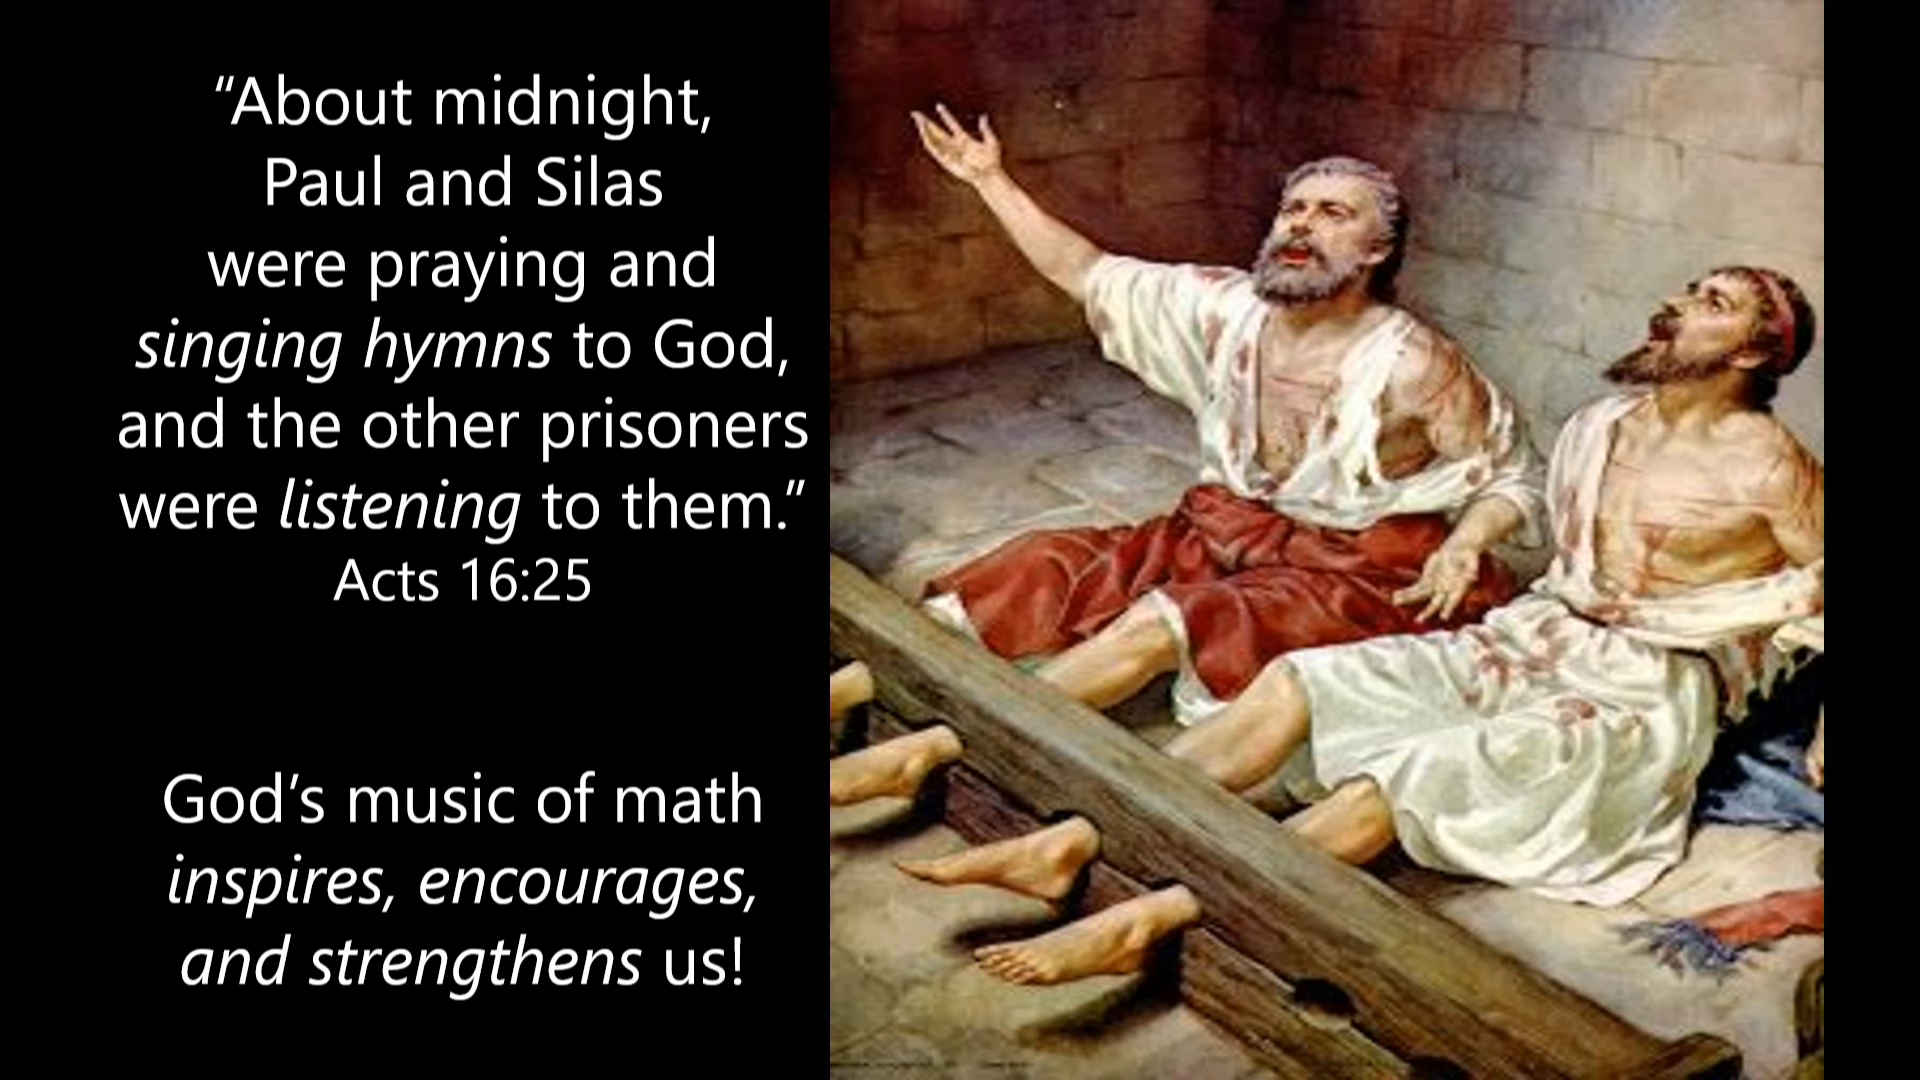 “About midnight,
Paul and Silas
were praying and
singing hymns to God,
and the other prisoners
were listening to them.”
Acts 16:25
God’s music of math
inspires, encourages,
and strengthens us!